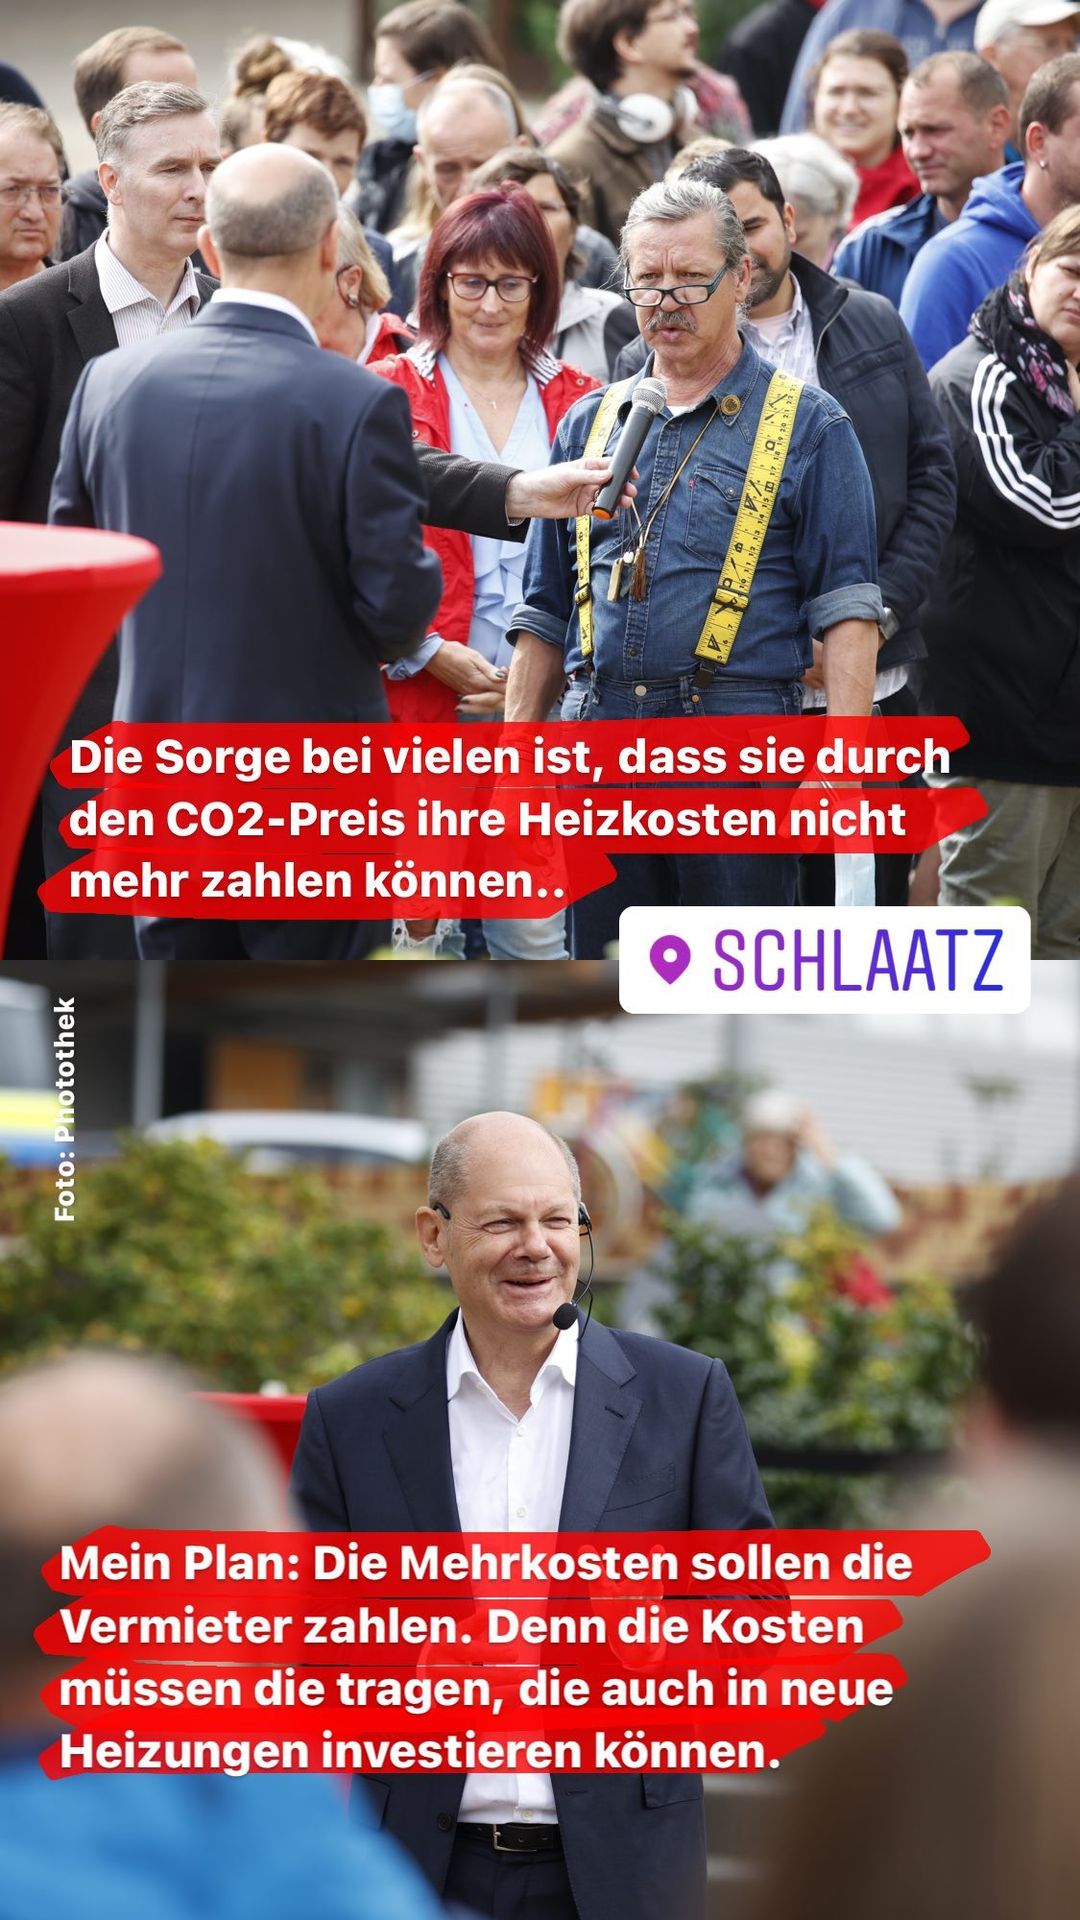 Die Sorge bei vielen ist, dass sie durch
den CO2-Preis ihre Heizkosten nicht
mehr zahlen können..
SCHLAATZ
Foto: Photothek
Mein Plan: Die Mehrkosten sollen die
Vermieter zahlen. Denn die Kosten
müssen die tragen, die auch in neue
Heizungen investieren können.